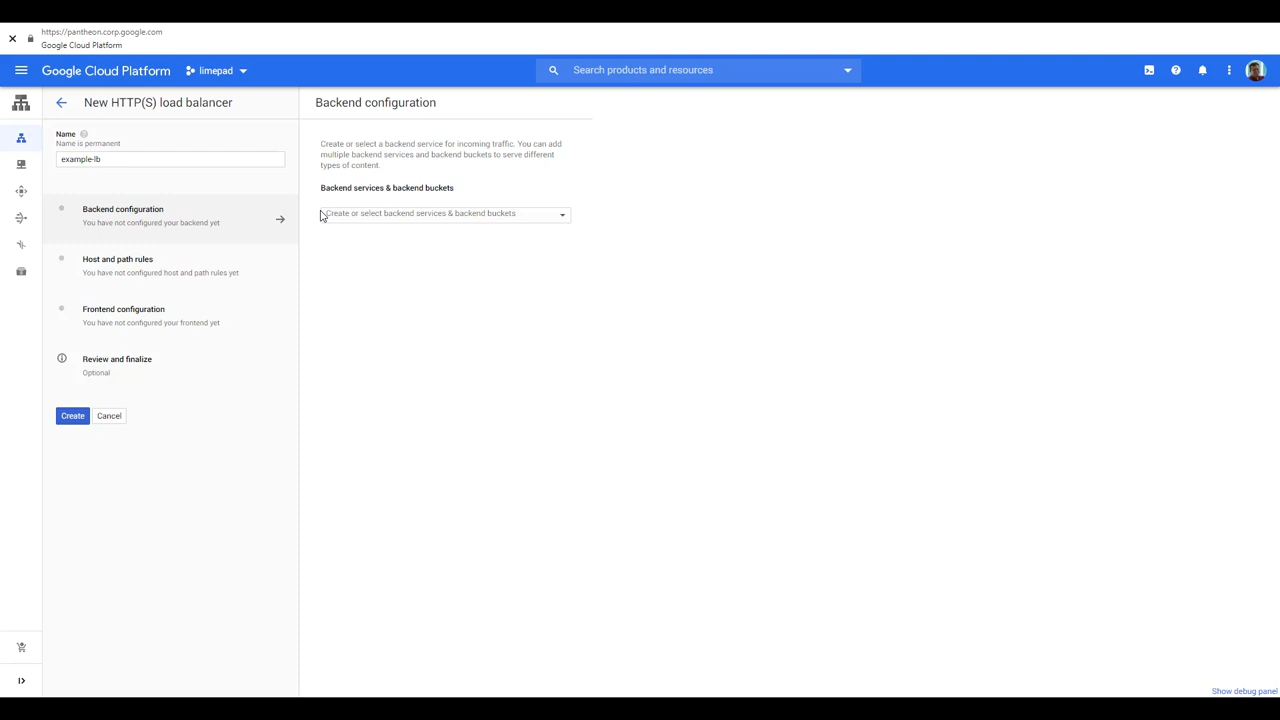 https://pantheon.corp.google.com
Google Cloud Platform
Google Cloud Platform
limepad
Search products and resources
New HTTP(S) load balancer
Backend configuration
Name
Name is permanent
example-lb
Create or select a backend service for incoming traffic. You can add
multiple backend services and backend buckets to serve different
types of content.
Backend services & backend buckets
Create or select backend services & backend buckets
Backend configuration
You have not configured your backend yet
Host and path rules
You have not configured host and path rules yet
Frontend configuration
You have not configured your frontend yet
Review and finalize
Optional
Create
Cancel
Show debug panel